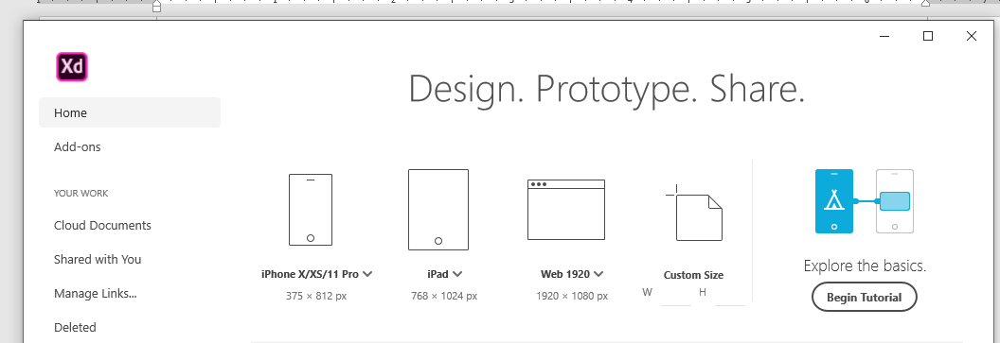 Xd
Design. Prototype. Share.
Home
Add-ons
YOUR WORK
Cloud Documents
Shared with You
Manage Links...
Deleted
iPhone X/XS/11 Pro
375 × 812 px
iPad
768 × 1024 px
Web 1920
1920 × 1080 px
Custom Size
W H
Explore the basics.
Begin Tutorial